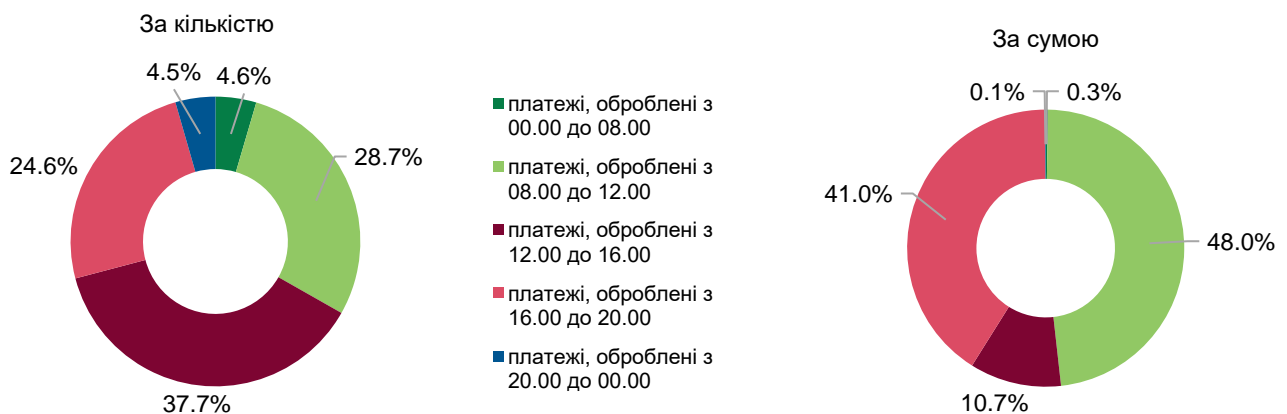 За кількістю
4.5%
4.6%
24.6%
28.7%
37.7%
платежі, оброблені з
00.00 до 08.00
платежі, оброблені з
08.00 до 12.00
платежі, оброблені з
12.00 до 16.00
платежі, оброблені з
16.00 до 20.00
платежі, оброблені з
20.00 до 00.00
За сумою
0.1%
0.3%
41.0%
48.0%
10.7%